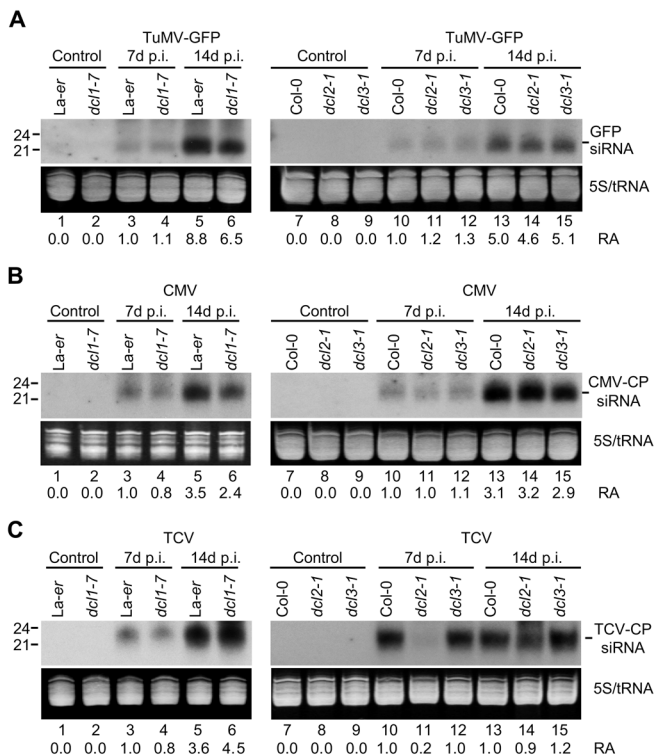 A
TuMV-GFP
Control 7d p.i. 14d p.i.
La-er dcl1-7 La-er dcl1-7 La-er dcl1-7
24
21
1 2 3 4 5 6
0.0 0.0 1.0 1.1 8.8 6.5
TuMV-GFP
Control 7d p.i. 14d p.i.
Col-0 dcl2-1 dcl3-1 Col-0 dcl2-1 dcl3-1 Col-0 dcl2-1 dcl3-1
GFP
siRNA
5S/tRNA
7 8 9 10 11 12 13 14 15
0.0 0.0 0.0 1.0 1.2 1.3 5.0 4.6 5.1 RA
B
CMV
Control 7d p.i. 14d p.i.
La-er dcl1-7 La-er dcl1-7 La-er dcl1-7
24
21
1 2 3 4 5 6
0.0 0.0 1.0 0.8 3.5 2.4
CMV
Control 7d p.i. 14d p.i.
Col-0 dcl2-1 dcl3-1 Col-0 dcl2-1 dcl3-1 Col-0 dcl2-1 dcl3-1
CMV-CP
siRNA
5S/tRNA
7 8 9 10 11 12 13 14 15
0.0 0.0 0.0 1.0 1.0 1.1 3.1 3.2 2.9 RA
C
TCV
Control 7d p.i. 14d p.i.
La-er dcl1-7 La-er dcl1-7 La-er dcl1-7
24
21
1 2 3 4 5 6
0.0 0.0 1.0 0.8 3.6 4.5
TCV
Control 7d p.i. 14d p.i.
Col-0 dcl2-1 dcl3-1 Col-0 dcl2-1 dcl3-1 Col-0 dcl2-1 dcl3-1
TCV-CP
siRNA
5S/tRNA
7 8 9 10 11 12 13 14 15
0.0 0.0 0.0 1.0 0.2 1.0 1.0 0.9 1.2 RA